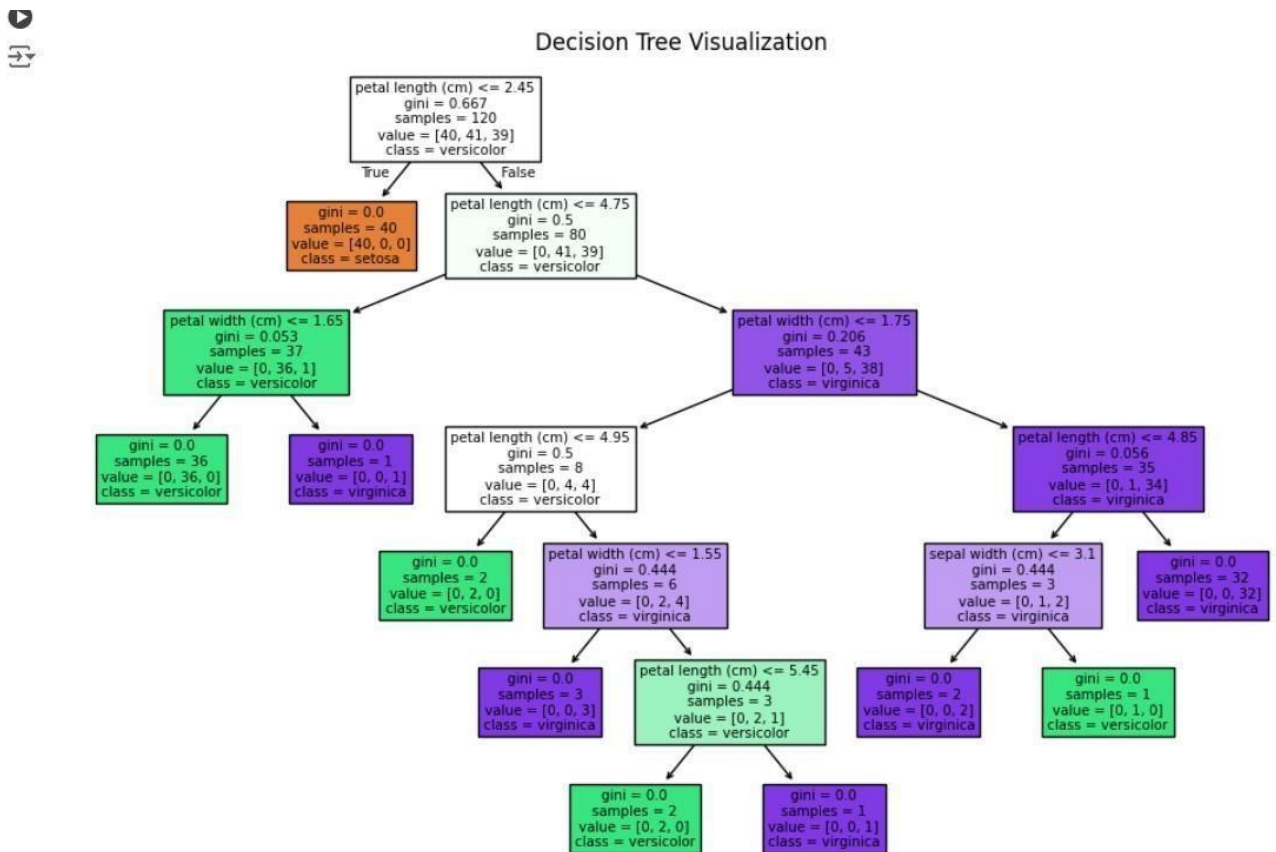 Decision Tree Visualization
petal length (cm) <= 2.45
gini = 0.667
samples = 120
value = [40, 41, 39]
class = versicolor
True
False
gini = 0.0
samples = 40
value = [40, 0, 0]
class = setosa
petal length (cm) <= 4.75
gini = 0.5
samples = 80
value = [0, 41, 39]
class = versicolor
petal width (cm) <= 1.65
gini = 0.053
samples = 37
value = [0, 36, 1]
class = versicolor
petal width (cm) <= 1.75
gini = 0.206
samples = 43
value = [0, 5, 38]
class = virginica
gini = 0.0
samples = 36
value = [0, 36, 0]
class = versicolor
gini = 0.0
samples = 1
value = [0, 0, 1]
class = virginica
petal length (cm) <= 4.95
gini = 0.5
samples = 8
value = [0, 4, 4]
class = versicolor
petal length (cm) <= 4.85
gini = 0.056
samples = 35
value = [0, 1, 34]
class = virginica
gini = 0.0
samples = 2
value = [0, 2, 0]
class = versicolor
petal width (cm) <= 1.55
gini = 0.444
samples = 6
value = [0, 2, 4]
class = virginica
sepal width (cm) <= 3.1
gini = 0.444
samples = 3
value = [0, 1, 2]
class = virginica
gini = 0.0
samples = 32
value = [0, 0, 32]
class = virginica
gini = 0.0
samples = 3
value = [0, 0, 3]
class = virginica
petal length (cm) <= 5.45
gini = 0.444
samples = 3
value = [0, 2, 1]
class = versicolor
gini = 0.0
samples = 2
value = [0, 0, 2]
class = virginica
gini = 0.0
samples = 1
value = [0, 1, 0]
class = versicolor
gini = 0.0
samples = 2
value = [0, 2, 0]
class = versicolor
gini = 0.0
samples = 1
value = [0, 0, 1]
class = virginica